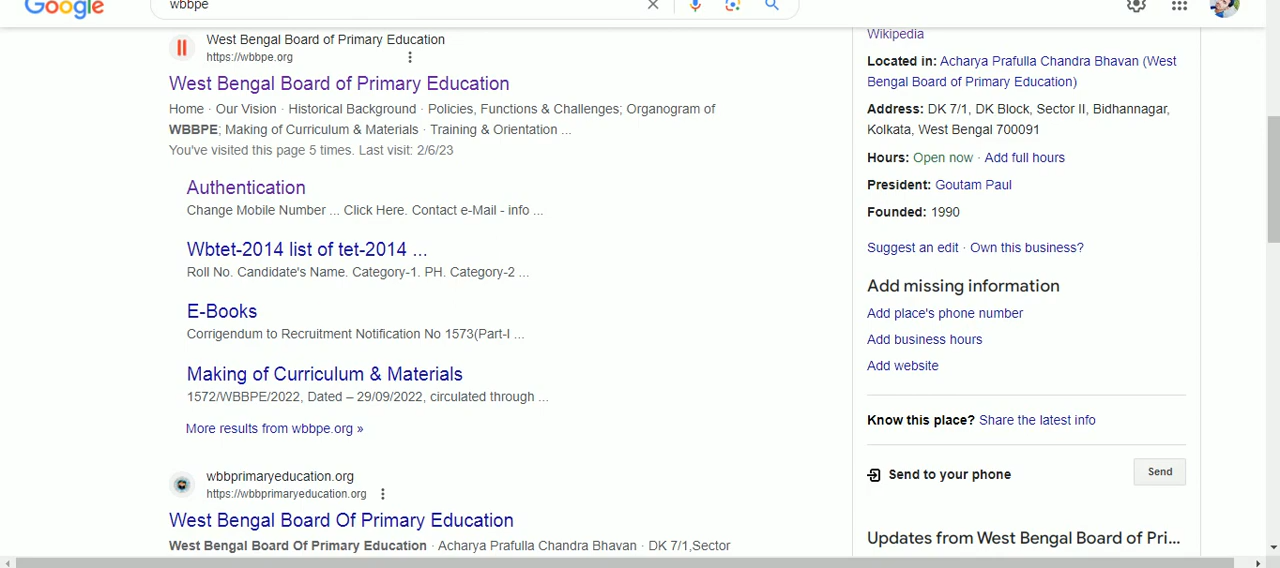 Google
wbbpe
West Bengal Board of Primary Education
https://wbbpe.org
West Bengal Board of Primary Education
Home · Our Vision · Historical Background · Policies, Functions & Challenges; Organogram of
WBBPE; Making of Curriculum & Materials · Training & Orientation ...
You've visited this page 5 times. Last visit: 2/6/23
Authentication
Change Mobile Number ... Click Here. Contact e-Mail - info ...
Wbtet-2014 list of tet-2014 ...
Roll No. Candidate's Name. Category-1. PH. Category-2 ...
E-Books
Corrigendum to Recruitment Notification No 1573(Part-I ...
Making of Curriculum & Materials
1572/WBBPE/2022, Dated – 29/09/2022, circulated through ...
More results from wbbpe.org »
wbbprimaryeducation.org
https://wbbprimaryeducation.org
West Bengal Board Of Primary Education
West Bengal Board Of Primary Education · Acharya Prafulla Chandra Bhavan · DK 7/1,Sector
Wikipedia
Located in: Acharya Prafulla Chandra Bhavan (West
Bengal Board of Primary Education)
Address: DK 7/1, DK Block, Sector II, Bidhannagar,
Kolkata, West Bengal 700091
Hours: Open now · Add full hours
President: Goutam Paul
Founded: 1990
Suggest an edit · Own this business?
Add missing information
Add place's phone number
Add business hours
Add website
Know this place? Share the latest info
Send to your phone
Send
Updates from West Bengal Board of Pri...